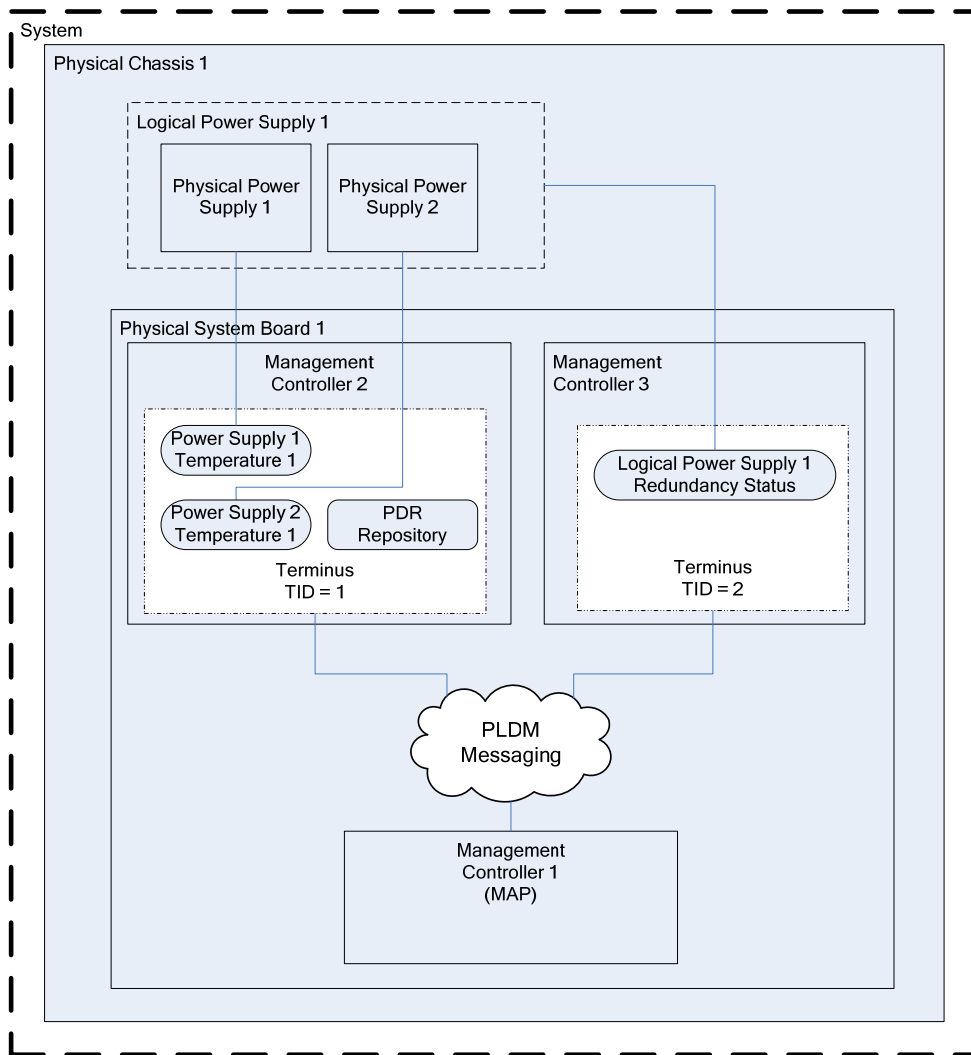 System
Physical Chassis 1
Logical Power Supply 1
Physical Power
Supply 1
Physical Power
Supply 2
Physical System Board 1
Management
Controller 2
Power Supply 1
Temperature 1
Power Supply 2
Temperature 1
PDR
Repository
Terminus
TID = 1
Management
Controller 3
Logical Power Supply 1
Redundancy Status
Terminus
TID = 2
PLDM
Messaging
Management
Controller 1
(MAP)